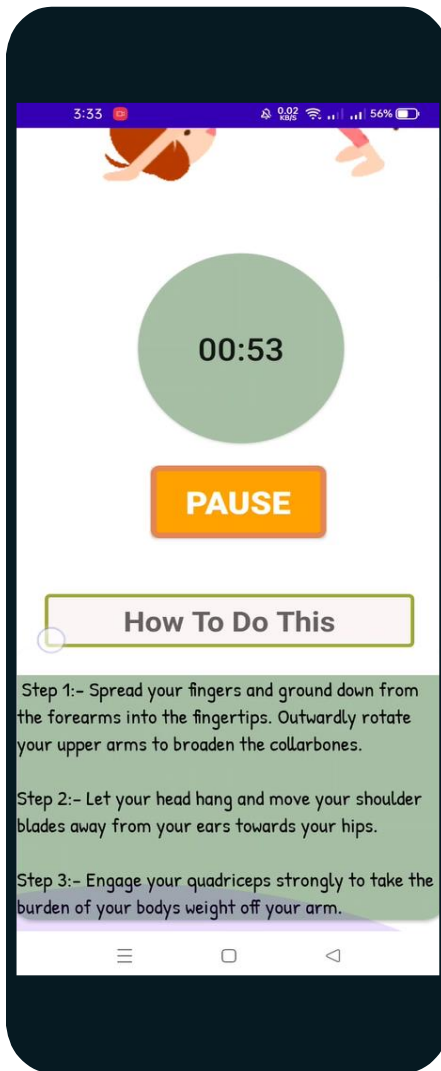 3:33 0.02 KB/S 56%
00:53
PAUSE
How To Do This
Step 1:- Spread your fingers and ground down from
the forearms into the fingertips. Outwardly rotate
your upper arms to broaden the collarbones.
Step 2:- Let your head hang and move your shoulder
blades away from your ears towards your hips.
Step 3:- Engage your quadriceps strongly to take the
burden of your bodys weight off your arm.